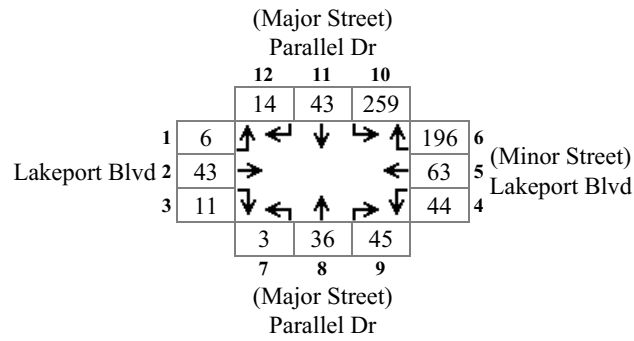 (Major Street)
Parallel Dr
12 11 10
14 43 259
1 6 196 6
Lakeport Blvd 2 43 63 5 (Minor Street)
Lakeport Blvd
3 11 44 4
3 36 45
7 8 9
(Major Street)
Parallel Dr